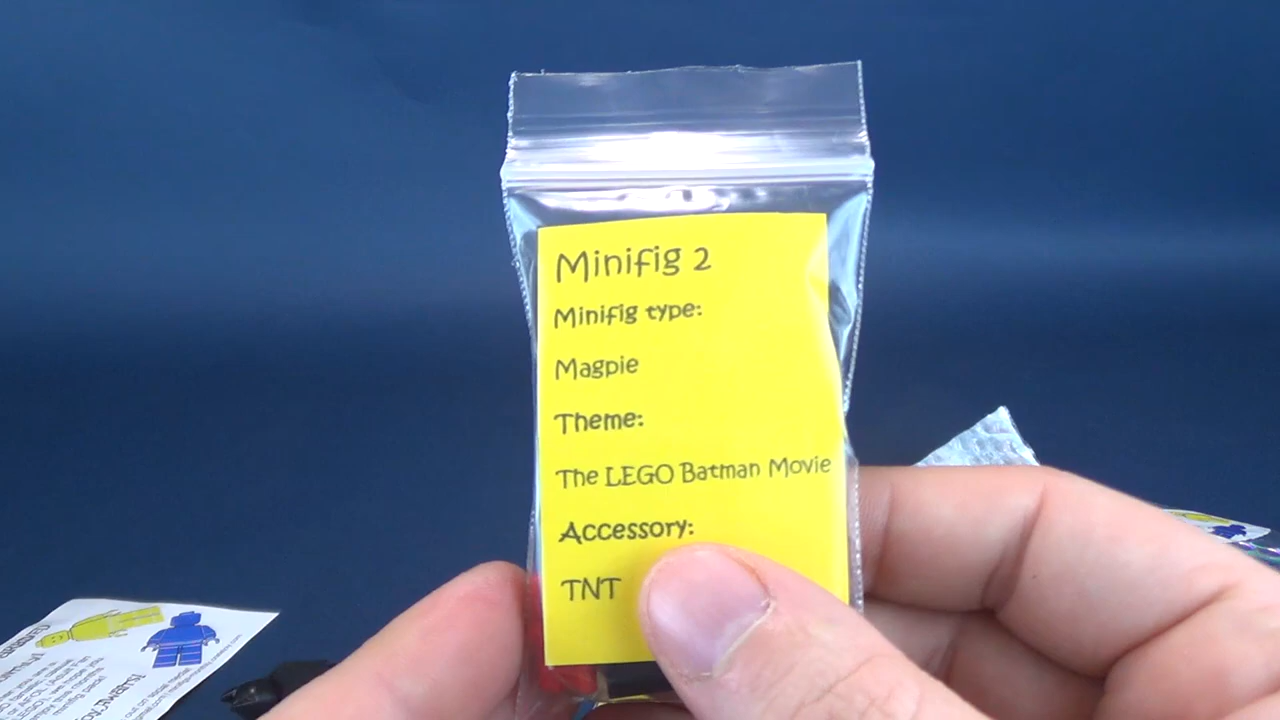 Minifig 2
Minifig type:
Magpie
Theme:
The LEGO Batman Movie
Accessory:
TNT